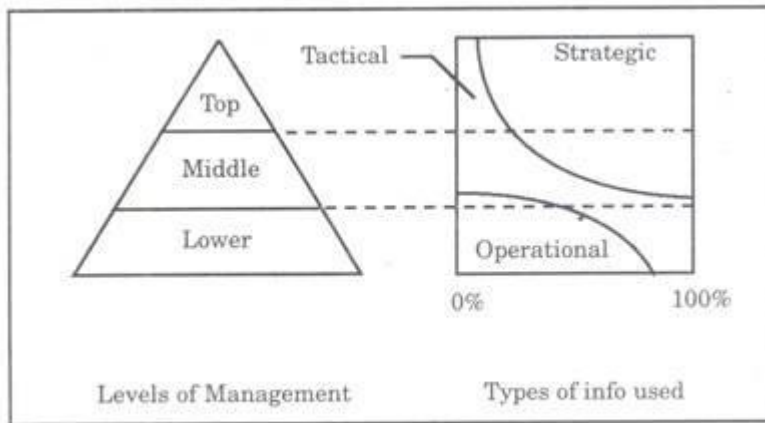 Tactical
Strategic
Top
Middle
Lower
Operational
0%
100%
Levels of Management
Types of info used